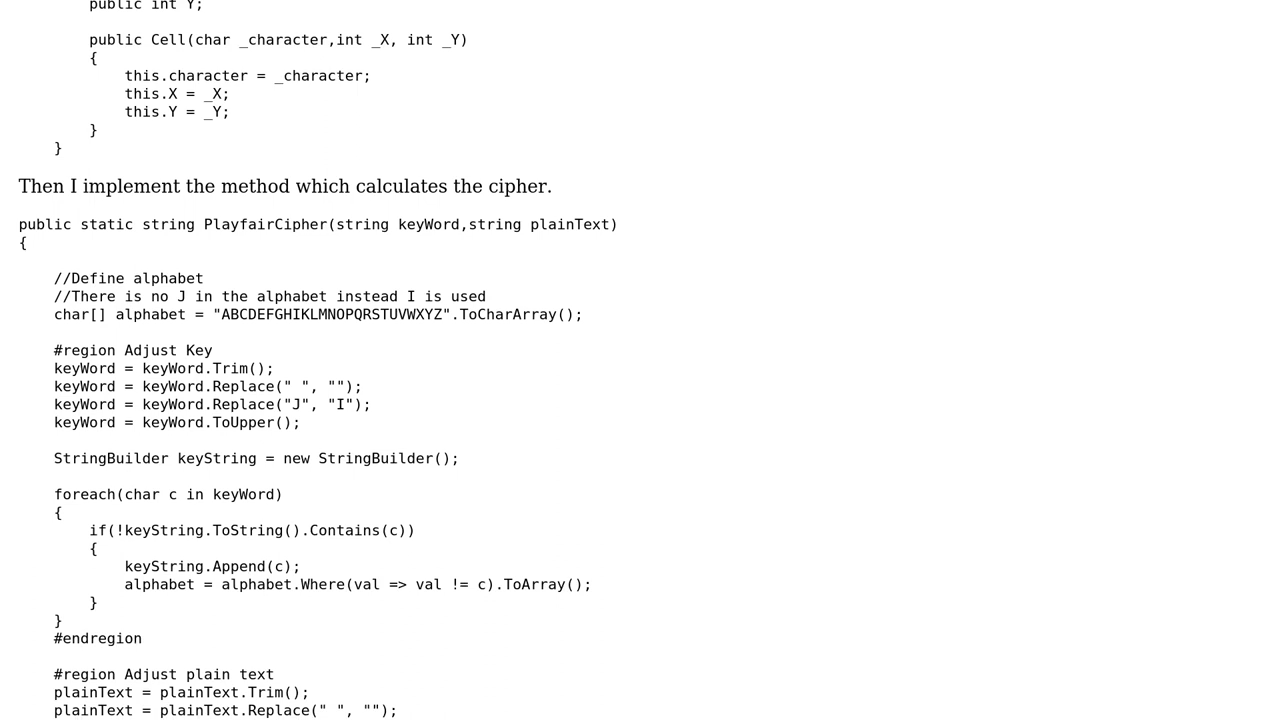 public int Y;
public Cell(char _character,int _X, int _Y)
{
this.character = _character;
this.X = _X;
this.Y = _Y;
}
}
Then I implement the method which calculates the cipher.
public static string PlayfairCipher(string keyWord,string plainText)
{
//Define alphabet
//There is no J in the alphabet instead I is used
char[] alphabet = "ABCDEFGHIKLMNOPQRSTUVWXYZ".ToCharArray();
#region Adjust Key
keyWord = keyWord.Trim();
keyWord = keyWord.Replace(" ", "");
keyWord = keyWord.Replace("J", "I");
keyWord = keyWord.ToUpper();
StringBuilder keyString = new StringBuilder();
foreach(char c in keyWord)
{
if(!keyString.ToString().Contains(c))
{
keyString.Append(c);
alphabet = alphabet.Where(val => val != c).ToArray();
}
}
#endregion
#region Adjust plain text
plainText = plainText.Trim();
plainText = plainText.Replace(" ", "");